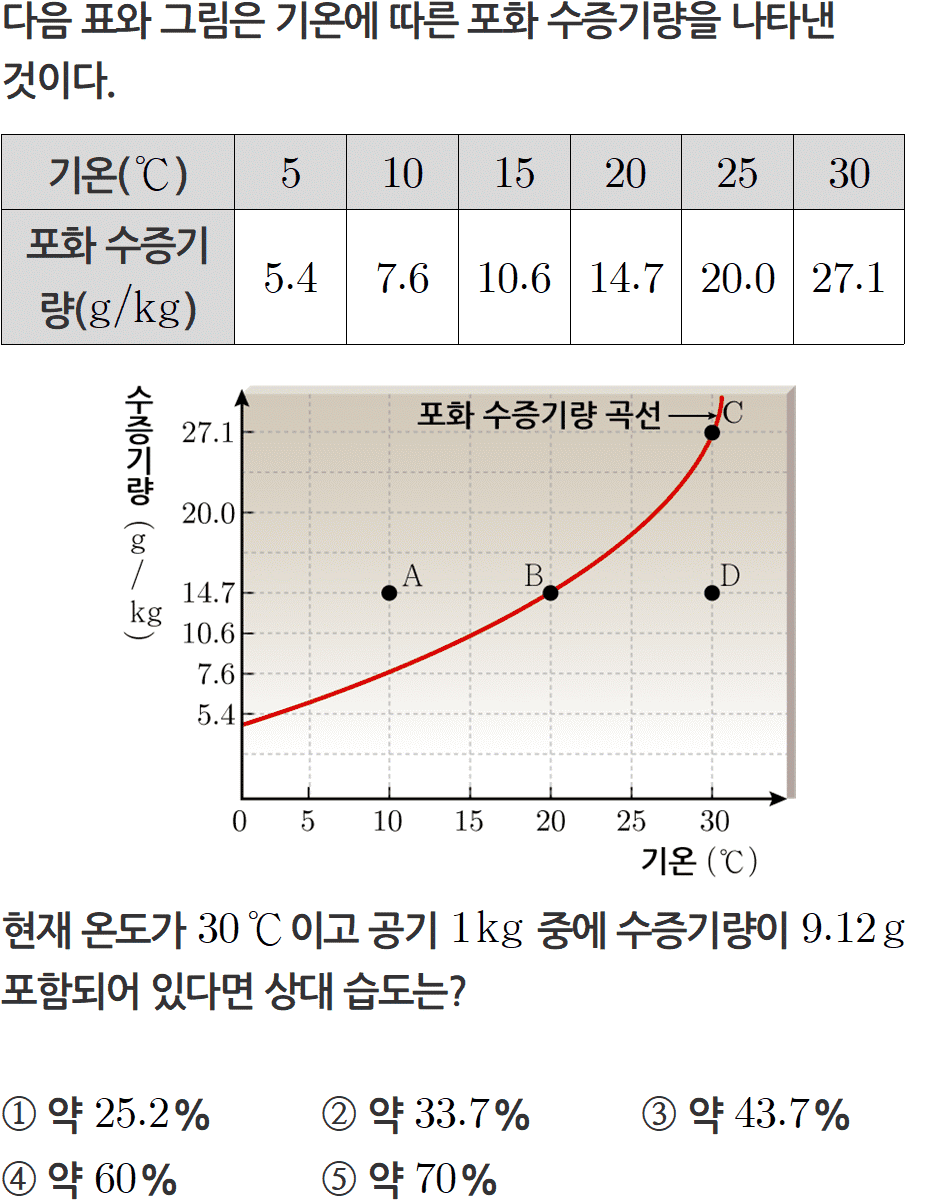 다음 표와 그림은 기온에 따른 포화 수증기량을 나타낸
것이다.
기온(℃) 5 10 15 20 25 30
포화 수증기
량(g/kg) 5.4 7.6 10.6 14.7 20.0 27.1
수증기량 (g/kg)
포화 수증기량 곡선 C
27.1
20.0
A B D
14.7
10.6
7.6
5.4
0 5 10 15 20 25 30
기온 (℃)
현재 온도가 30℃이고 공기 1kg 중에 수증기량이 9.12g
포함되어 있다면 상대 습도는?
① 약 25.2% ② 약 33.7% ③ 약 43.7%
④ 약 60% ⑤ 약 70%